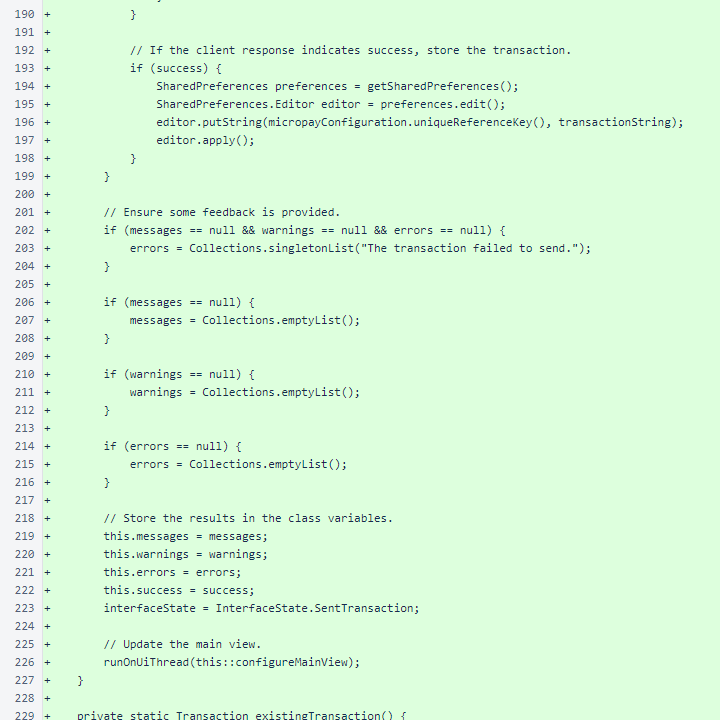 190 +             }
191 +
192 +             // If the client response indicates success, store the transaction.
193 +             if (success) {
194 +                 SharedPreferences preferences = getSharedPreferences();
195 +                 SharedPreferences.Editor editor = preferences.edit();
196 +                 editor.putString(micropayConfiguration.uniqueReferenceKey(), transactionString);
197 +                 editor.apply();
198 +             }
199 +         }
200 +
201 +         // Ensure some feedback is provided.
202 +         if (messages == null && warnings == null && errors == null) {
203 +             errors = Collections.singletonList("The transaction failed to send.");
204 +         }
205 +
206 +         if (messages == null) {
207 +             messages = Collections.emptyList();
208 +         }
209 +
210 +         if (warnings == null) {
211 +             warnings = Collections.emptyList();
212 +         }
213 +
214 +         if (errors == null) {
215 +             errors = Collections.emptyList();
216 +         }
217 +
218 +         // Store the results in the class variables.
219 +         this.messages = messages;
220 +         this.warnings = warnings;
221 +         this.errors = errors;
222 +         this.success = success;
223 +         interfaceState = InterfaceState.SentTransaction;
224 +
225 +         // Update the main view.
226 +         runOnUiThread(this::configureMainView);
227 +     }
228 +
229 +     private static Transaction existingTransaction() {